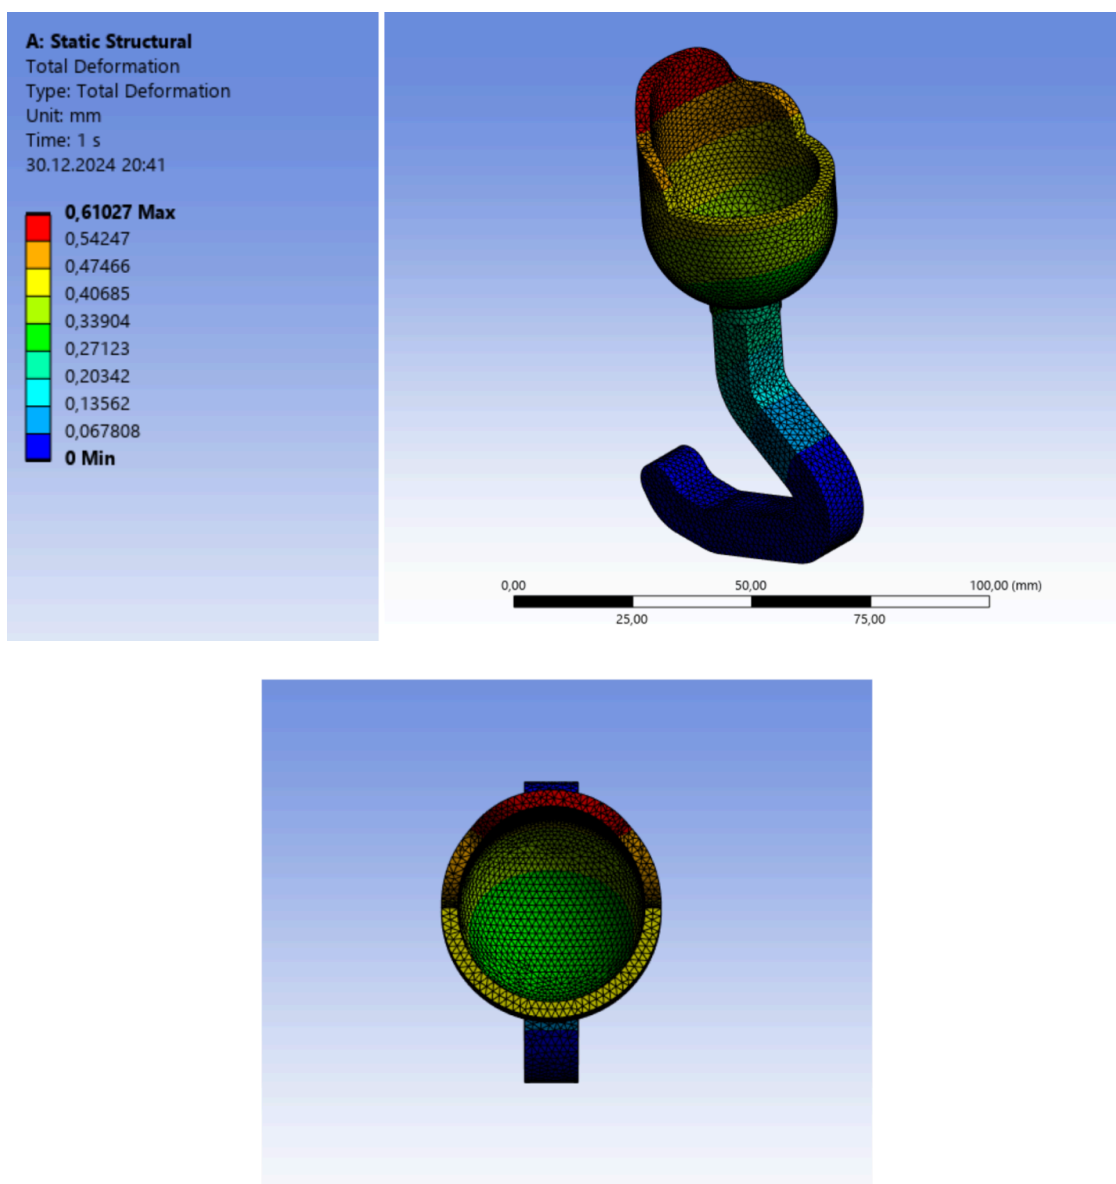 A: Static Structural
Total Deformation
Type: Total Deformation
Unit: mm
Time: 1 s
30.12.2024 20:41
0,61027 Max
0,54247
0,47466
0,40685
0,33904
0,27123
0,20342
0,13562
0,067808
0 Min
0,00 50,00 100,00 (mm)
25,00 75,00